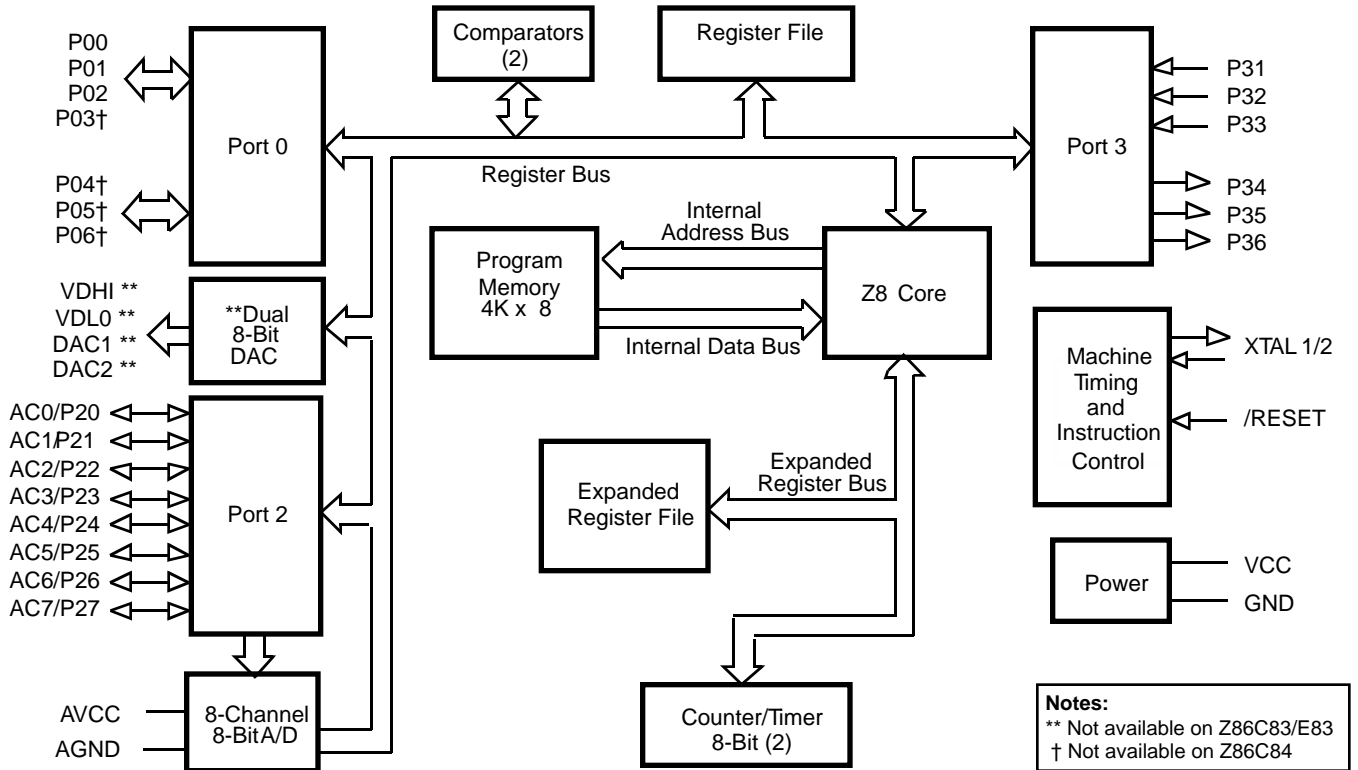 P00
P01
P02
P03†
P04†
P05†
P06†
Port 0
Comparators
(2)
Register File
Port 3
P31
P32
P33
P34
P35
P36
Register Bus
Internal
Address Bus
Program
Memory
4K x 8
Z8 Core
Internal Data Bus
VDHI **
VDL0 **
DAC1 **
DAC2 **
**Dual
8-Bit
DAC
Machine
Timing
and
Instruction
Control
XTAL 1/2
/RESET
AC0/P20
AC1/P21
AC2/P22
AC3/P23
AC4/P24
AC5/P25
AC6/P26
AC7/P27
Port 2
Expanded
Register File
Expanded
Register Bus
Power
VCC
GND
AVCC
AGND
8-Channel
8-Bit A/D
Counter/Timer
8-Bit (2)
Notes:
** Not available on Z86C83/E83
† Not available on Z86C84